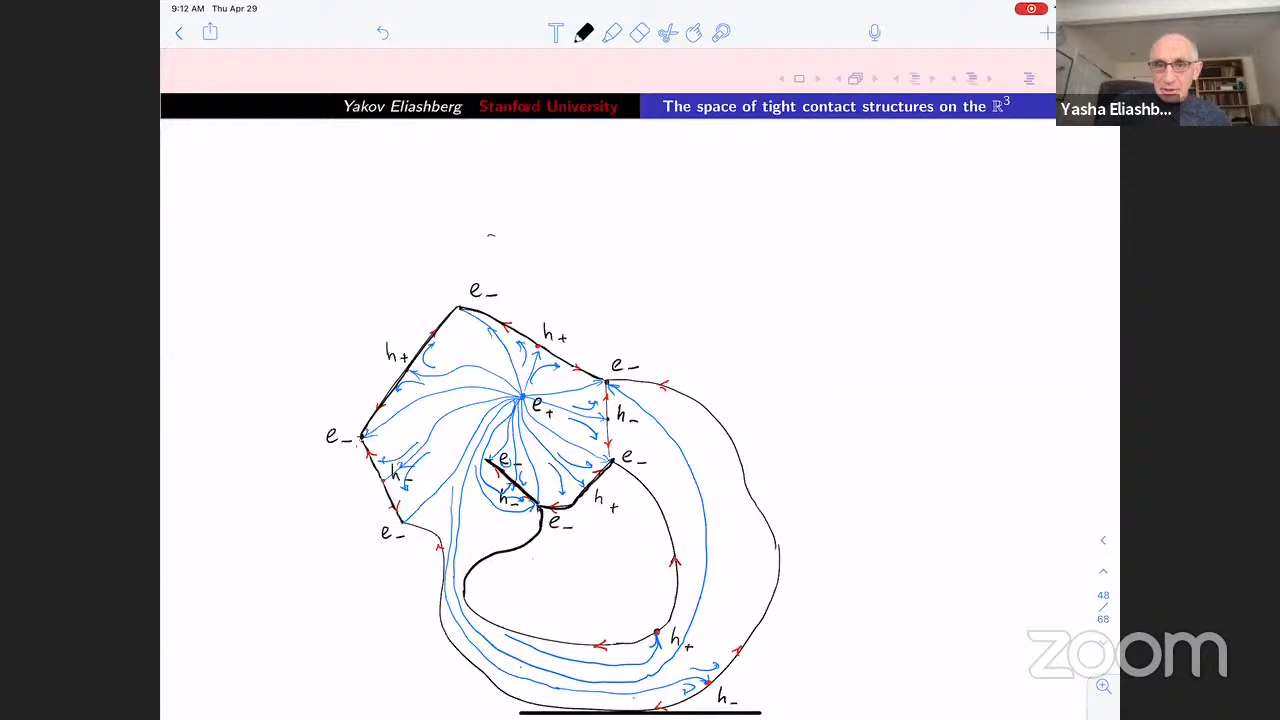 9:12 AM Thu Apr 29
Yakov Eliashberg Stanford University The space of tight contact structures on the ℝ³
Yasha Eliashb...
e₋
h₊
h₊
e₋
e₊
h₋
e₋
e₋
e₋
h₋
h₋
h₊
e₋
e₋
48
/
68
h₊
h₋
zoom